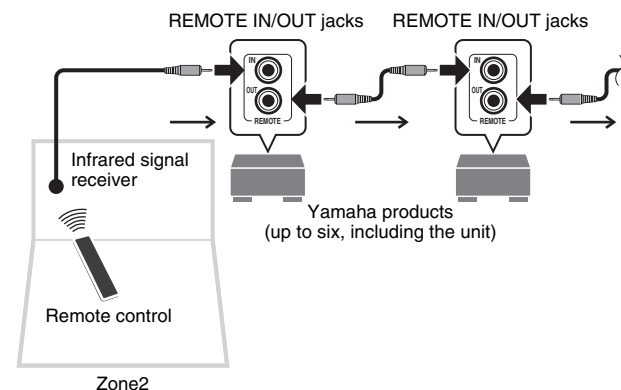 REMOTE IN/OUT jacks
REMOTE IN/OUT jacks
IN
OUT
REMOTE
IN
OUT
REMOTE
Infrared signal
receiver
Yamaha products
(up to six, including the unit)
Remote control
Zone2